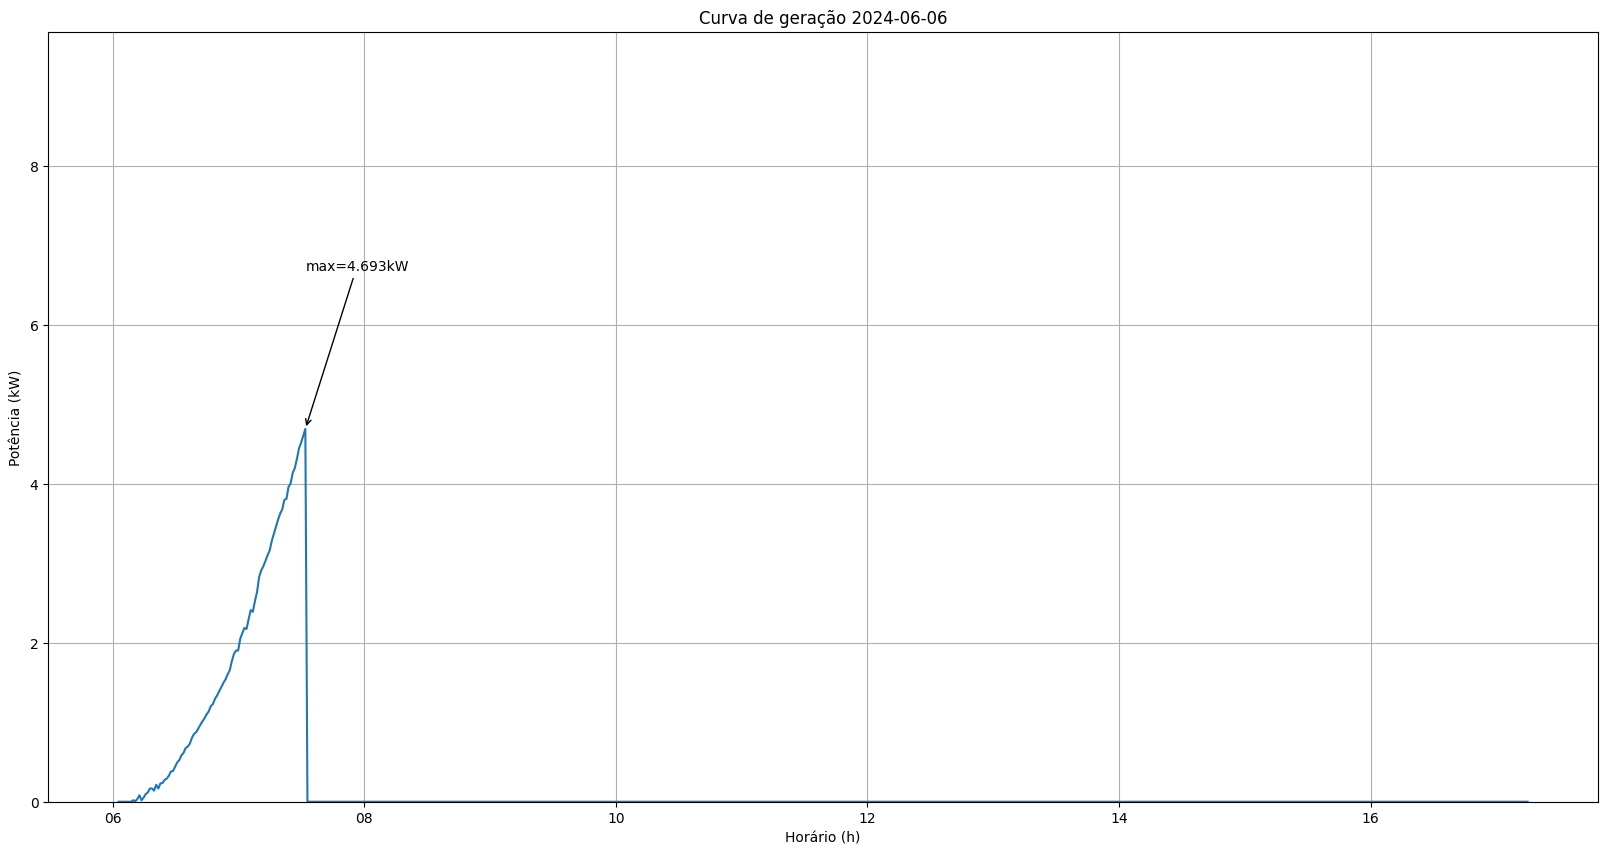 Curva de geração 2024-06-06
8
max=4.693kW
6
Potência (kW)
4
2
0
06 08 10 12 14 16
Horário (h)